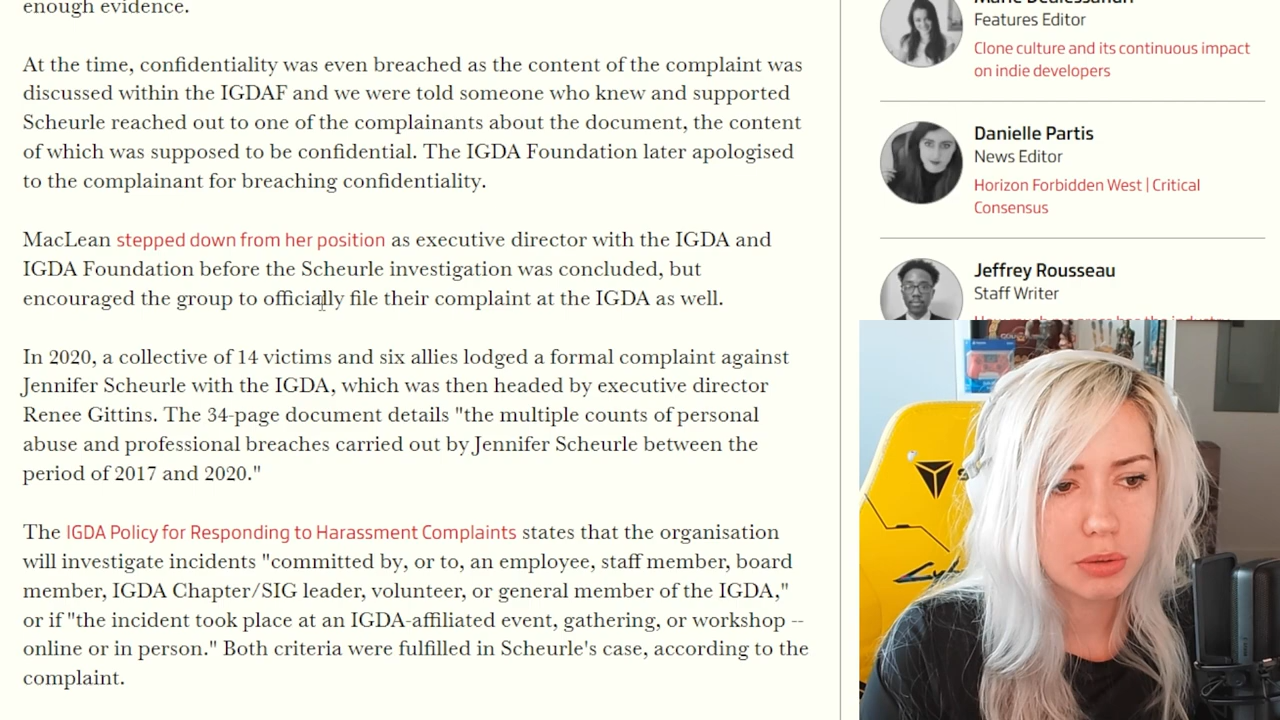 enough evidence.
At the time, confidentiality was even breached as the content of the complaint was
discussed within the IGDAF and we were told someone who knew and supported
Scheurle reached out to one of the complainants about the document, the content
of which was supposed to be confidential. The IGDA Foundation later apologised
to the complainant for breaching confidentiality.
MacLean stepped down from her position as executive director with the IGDA and
IGDA Foundation before the Scheurle investigation was concluded, but
encouraged the group to officially file their complaint at the IGDA as well.
In 2020, a collective of 14 victims and six allies lodged a formal complaint against
Jennifer Scheurle with the IGDA, which was then headed by executive director
Renee Gittins. The 34-page document details "the multiple counts of personal
abuse and professional breaches carried out by Jennifer Scheurle between the
period of 2017 and 2020."
The IGDA Policy for Responding to Harassment Complaints states that the organisation
will investigate incidents "committed by, or to, an employee, staff member, board
member, IGDA Chapter/SIG leader, volunteer, or general member of the IGDA,"
or if "the incident took place at an IGDA-affiliated event, gathering, or workshop --
online or in person." Both criteria were fulfilled in Scheurle's case, according to the
complaint.
Features Editor
Clone culture and its continuous impact
on indie developers
Danielle Partis
News Editor
Horizon Forbidden West | Critical
Consensus
Jeffrey Rousseau
Staff Writer